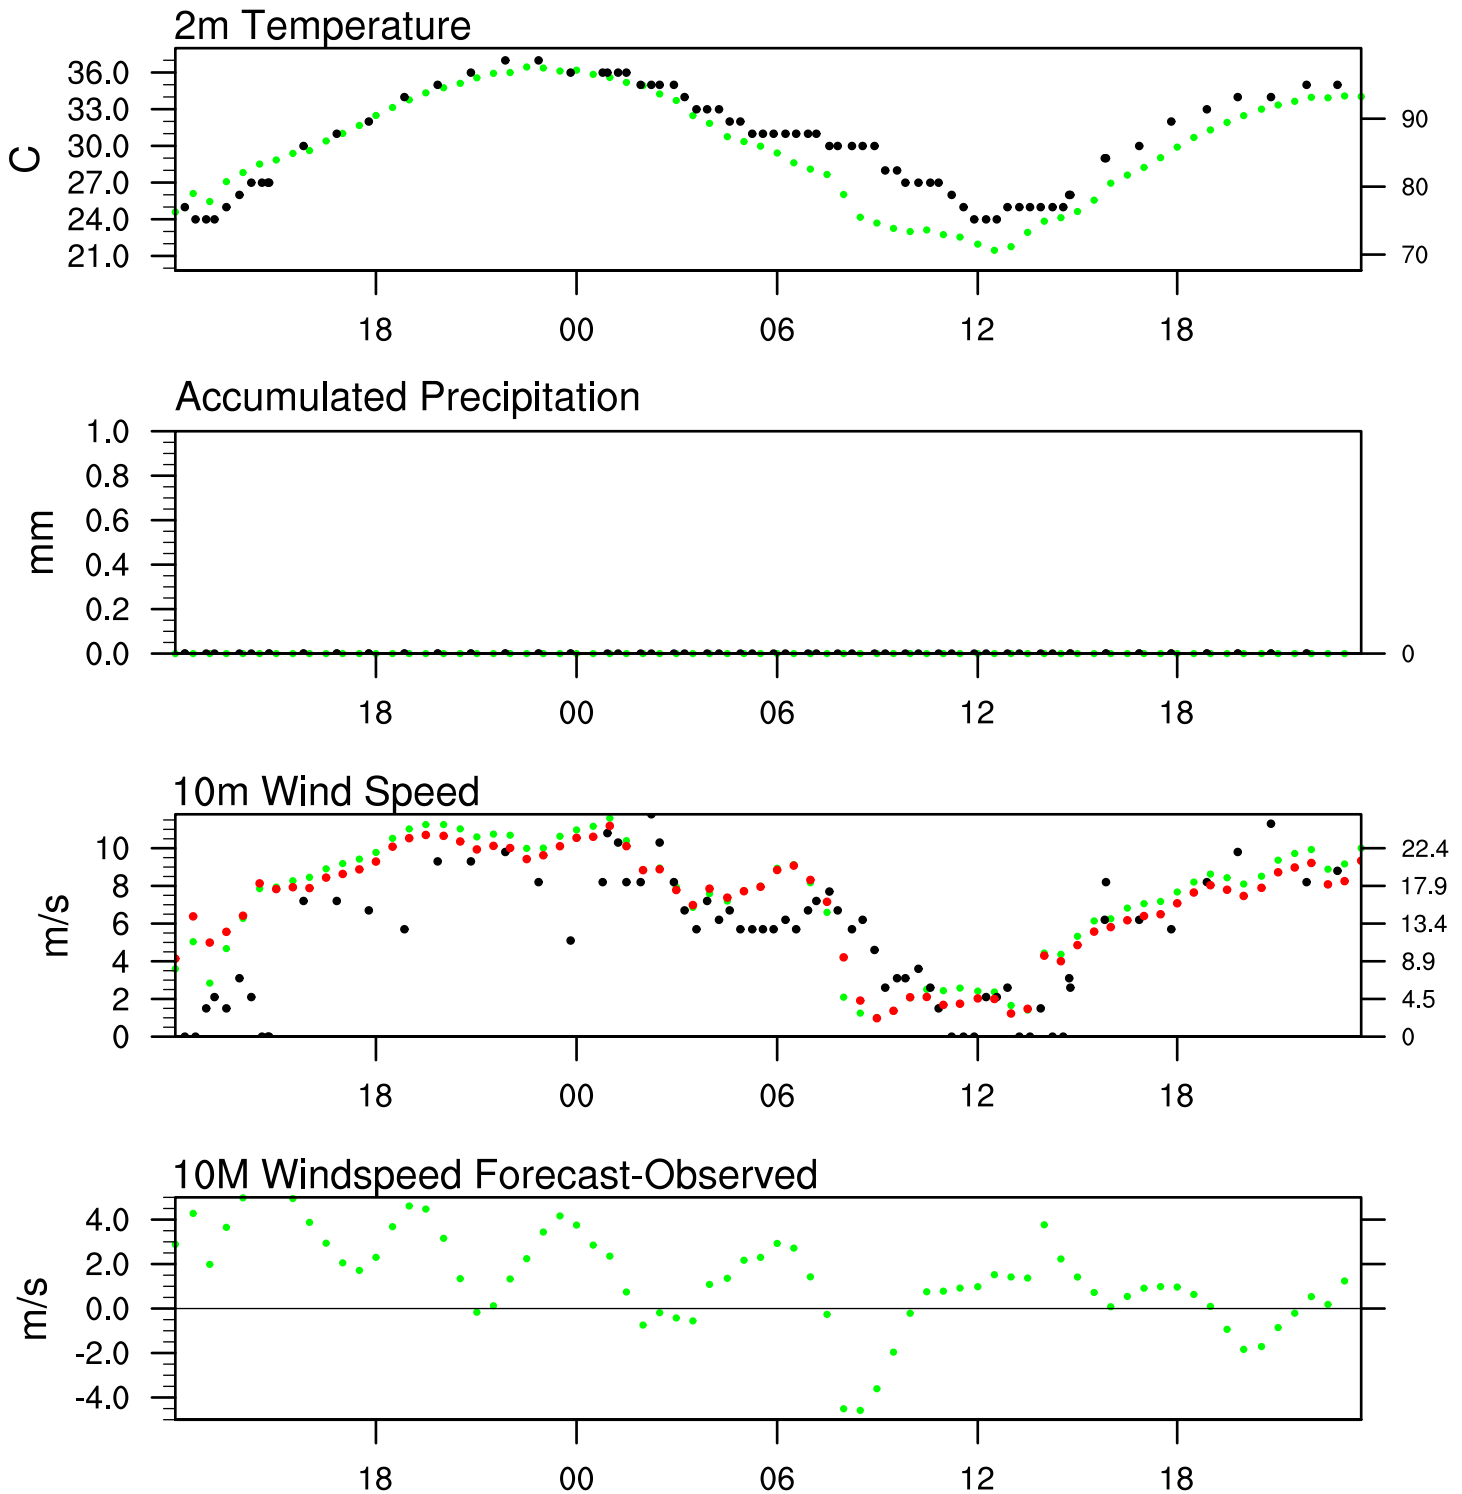 2m Temperature
36.0
33.0
30.0
27.0
24.0
21.0
C
90
80
70
18 00 06 12 18
Accumulated Precipitation
1.0
0.8
0.6
0.4
0.2
0.0
mm
0
18 00 06 12 18
10m Wind Speed
10
8
6
4
2
0
m/s
22.4
17.9
13.4
8.9
4.5
0
18 00 06 12 18
10M Windspeed Forecast-Observed
4.0
2.0
0.0
-2.0
-4.0
m/s
18 00 06 12 18